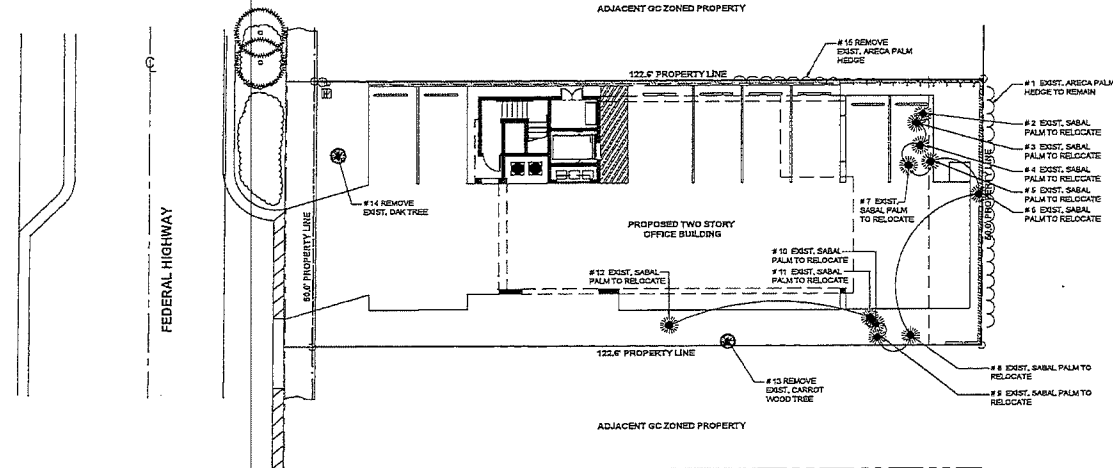 ADJACENT GC ZONED PROPERTY
#15 REMOVE
EXIST. ARECA PALM
HEDGE
122.6' PROPERTY LINE
#1 EXIST. ARECA PALM
HEDGE TO REMAIN
#2 EXIST. SABAL
PALM TO RELOCATE
#3 EXIST. SABAL
PALM TO RELOCATE
#4 EXIST. SABAL
PALM TO RELOCATE
#5 EXIST. SABAL
PALM TO RELOCATE
#6 EXIST. SABAL
PALM TO RELOCATE
#7 EXIST.
SABAL PALM
TO RELOCATE
#14 REMOVE
EXIST. OAK TREE
PROPOSED TWO STORY
OFFICE BUILDING
FEDERAL HIGHWAY
PROPERTY LINE
PROPERTY LINE
#10 EXIST. SABAL
PALM TO RELOCATE
#11 EXIST. SABAL
PALM TO RELOCATE
#12 EXIST. SABAL
PALM TO RELOCATE
122.6' PROPERTY LINE
#8 EXIST. SABAL PALM TO
RELOCATE
#9 EXIST. SABAL PALM TO
RELOCATE
#13 REMOVE
EXIST. CARROT
WOOD TREE
ADJACENT GC ZONED PROPERTY